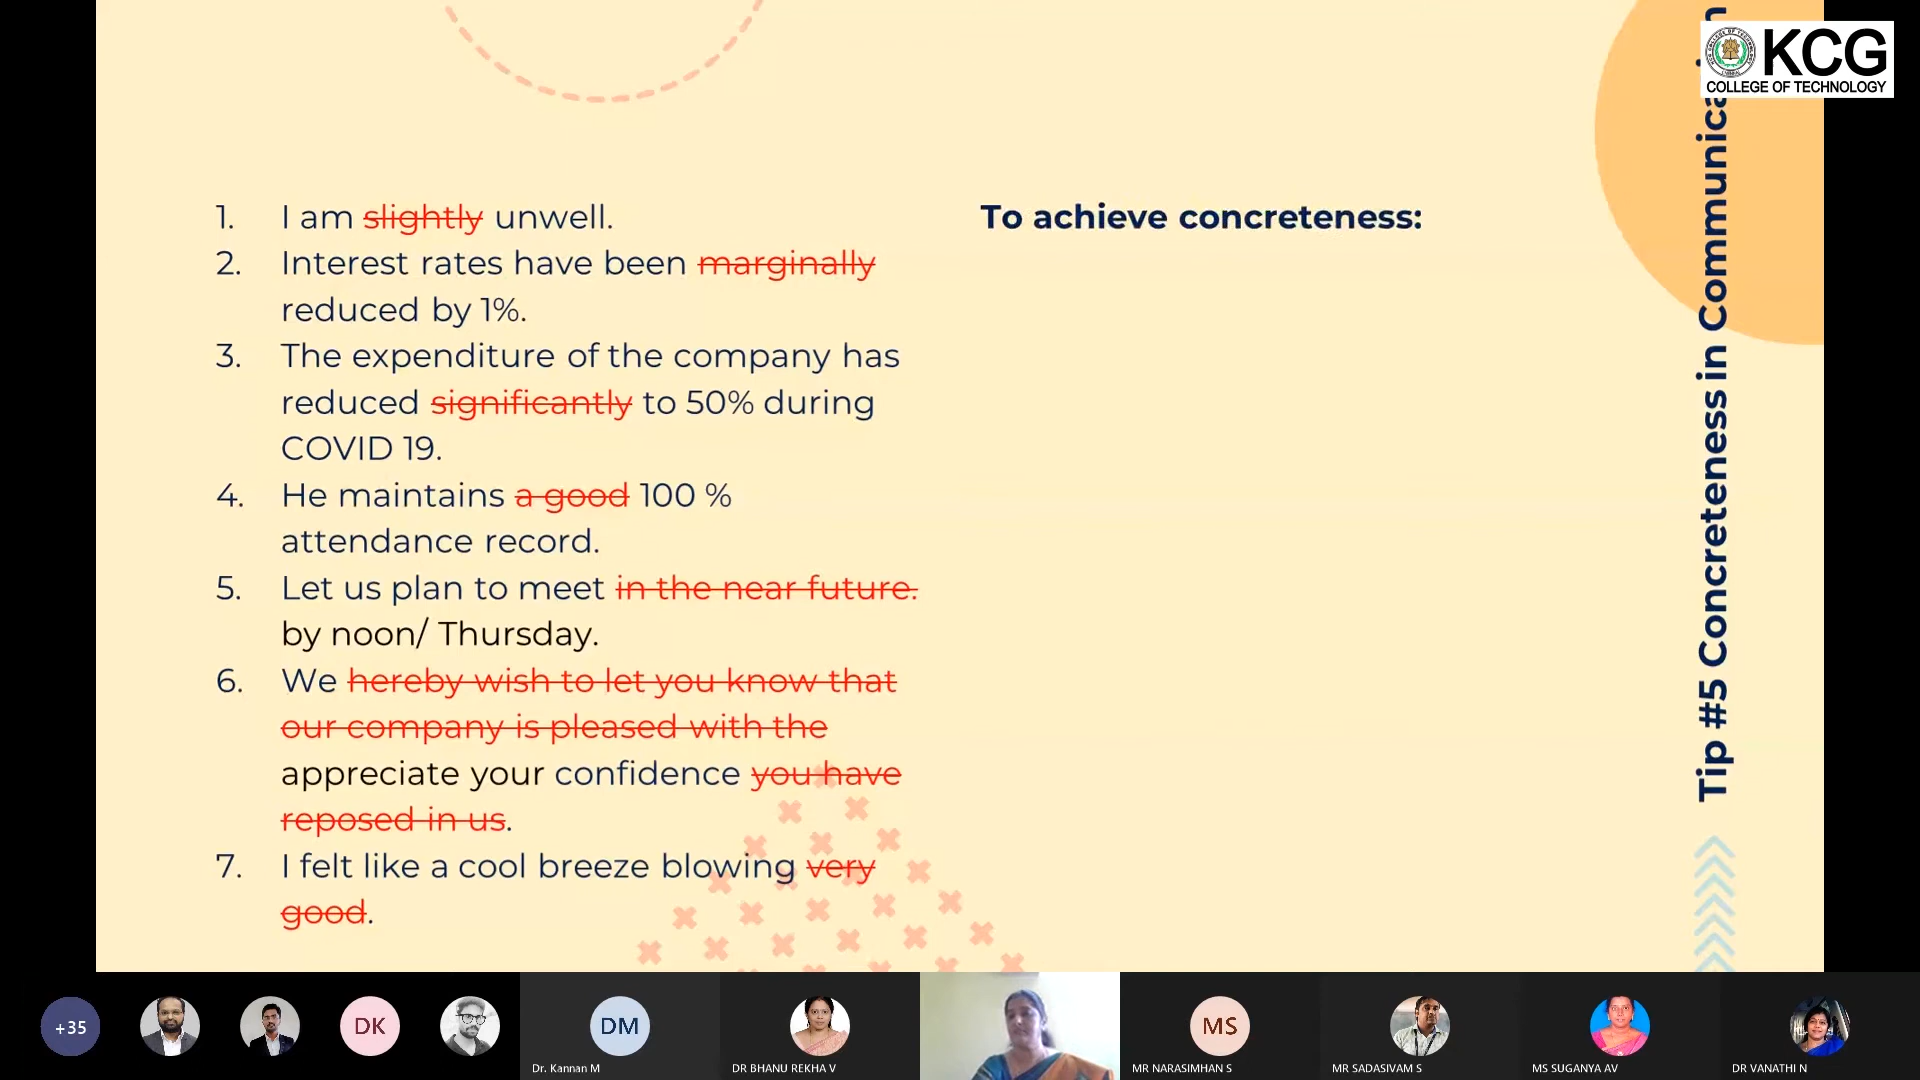 KCG
COLLEGE OF TECHNOLOGY
1. I am slightly unwell.
2. Interest rates have been marginally
reduced by 1%.
3. The expenditure of the company has
reduced significantly to 50% during
COVID 19.
4. He maintains a good 100 %
attendance record.
5. Let us plan to meet in the near future.
by noon/ Thursday.
6. We hereby wish to let you know that
our company is pleased with the
appreciate your confidence you have
reposed in us.
7. I felt like a cool breeze blowing very
good.
To achieve concreteness:
Tip #5 Concreteness in
+35
DK
DM
Dr. Kannan M
DR BHANU REKHA V
MS
MR NARASIMHAN S
MR SADASIVAM S
MS SUGANYA AV
DR VANATHI N